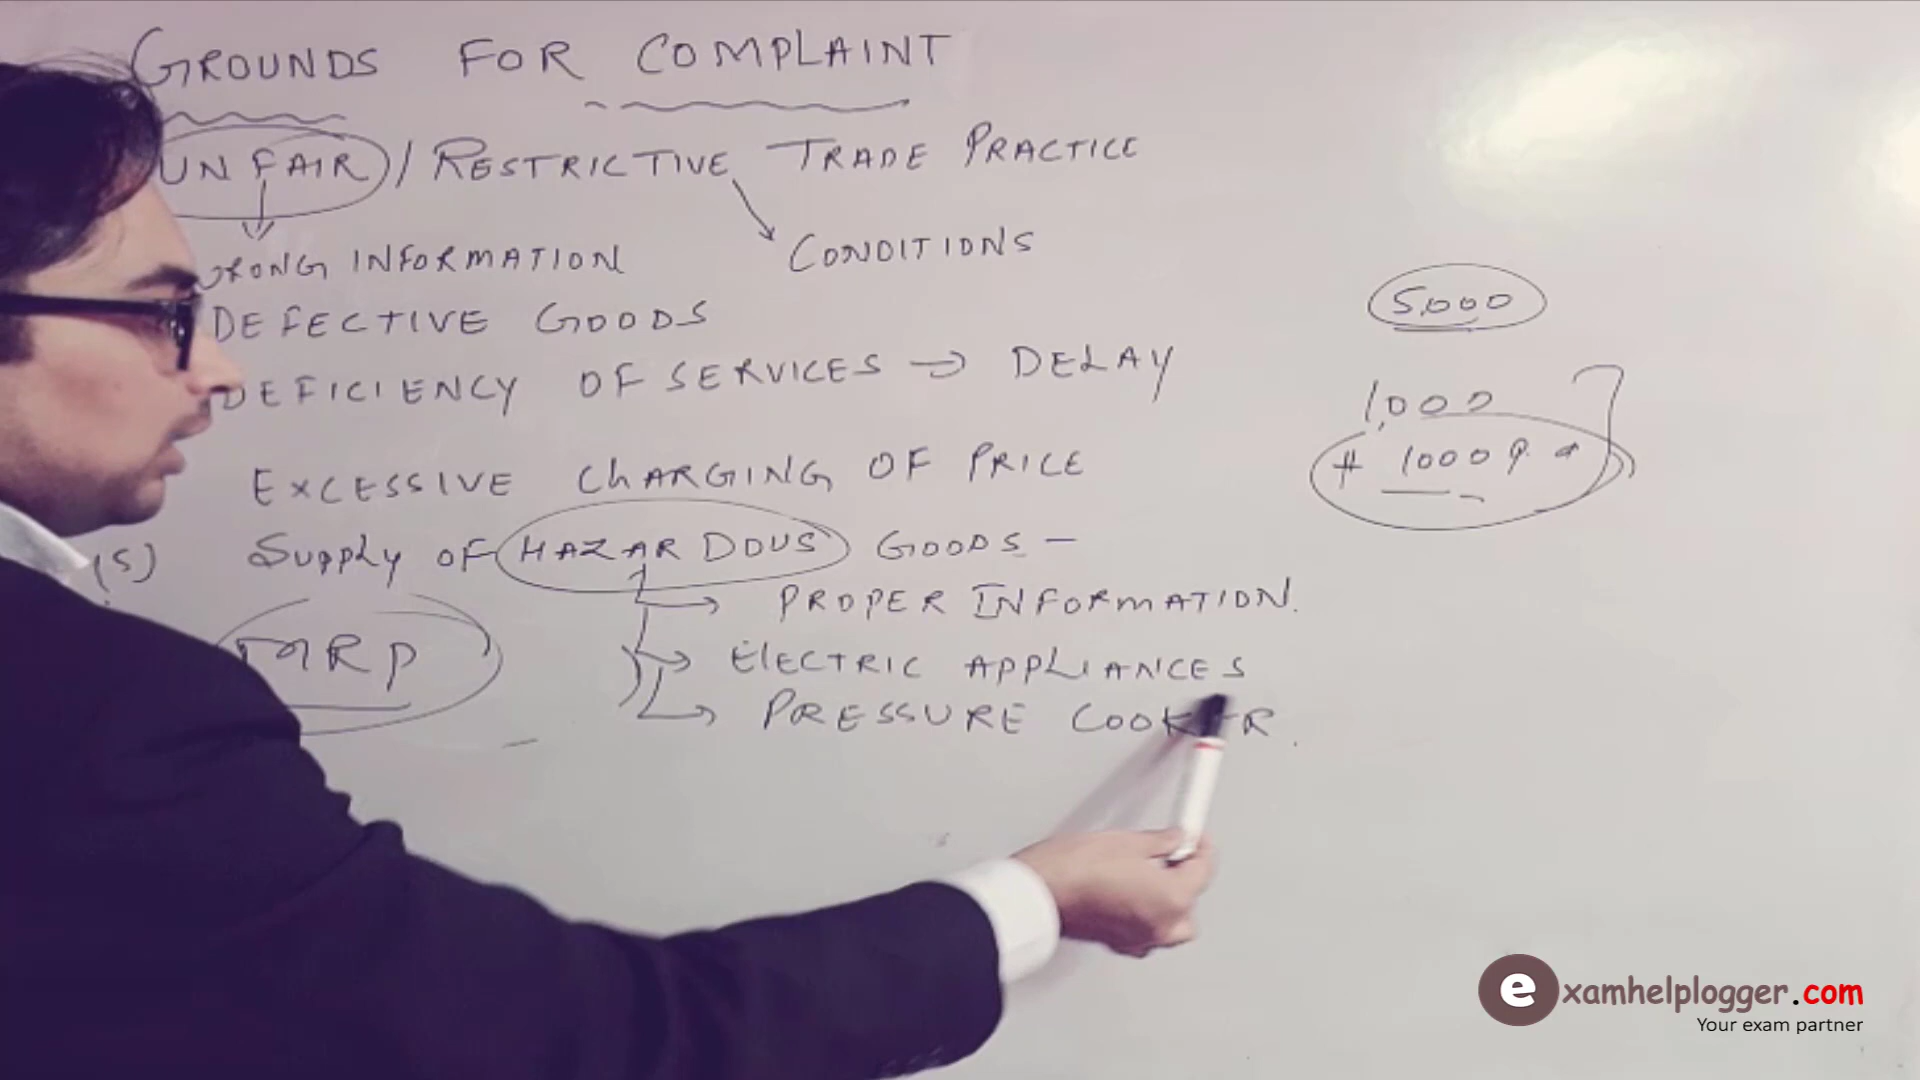 GROUNDS FOR COMPLAINT
UNFAIR / RESTRICTIVE TRADE PRACTICE
WRONG INFORMATION
CONDITIONS
DEFECTIVE GOODS
DEFICIENCY OF SERVICES → DELAY
EXCESSIVE CHARGING OF PRICE
(5) Supply OF HAZARDOUS GOODS -
→ PROPER INFORMATION.
MRP
→ ELECTRIC APPLIANCES
→ PRESSURE COOKER.
5,000
1,000
1000
examhelplogger.com
Your exam partner